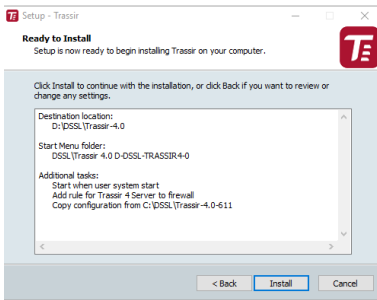 Setup - Trassir
Ready to Install
Setup is now ready to begin installing Trassir on your computer.
Click Install to continue with the installation, or click Back if you want to review or
change any settings.
Destination location:
D:\DSSL\Trassir-4.0
Start Menu folder:
DSSL\Trassir 4.0 D-DSSL-TRASSIR4-0
Additional tasks:
Start when user system start
Add rule for Trassir 4 Server to firewall
Copy configuration from C:\DSSL\Trassir-4.0-611
< Back
Install
Cancel